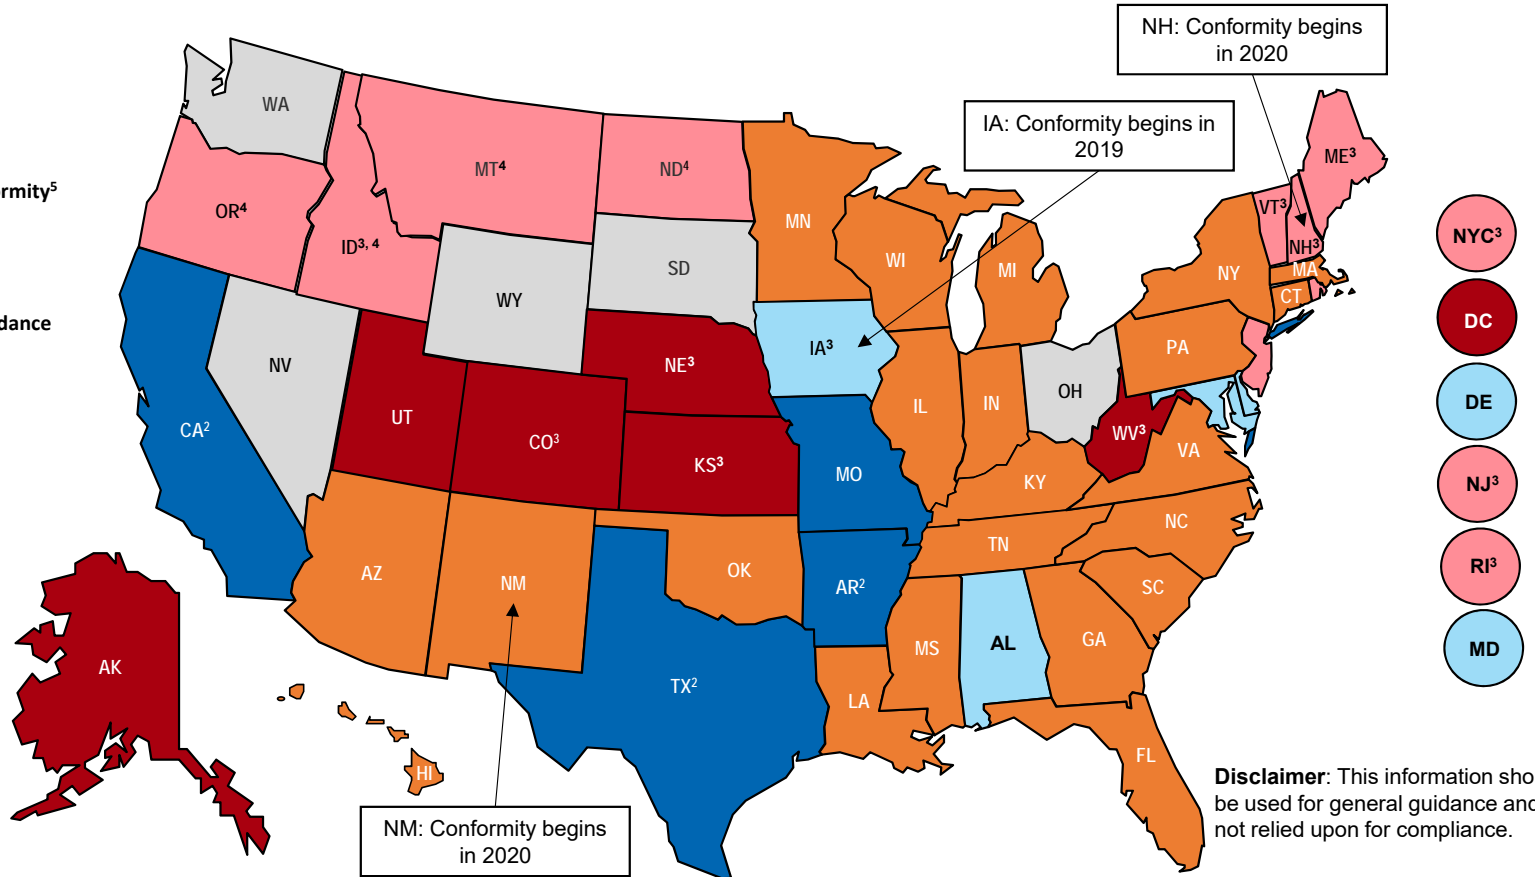 NH: Conformity begins
in 2020
IA: Conformity begins in
2019
rmity⁵
dance
WA
OR⁴
ID³, ⁴
MT⁴
ND⁴
SD
WY
NV
CA²
UT
CO³
NE³
KS³
MN
WI
MI
IA³
MO
IL
IN
OH
KY
TN
WV³
VA
NC
SC
GA
FL
AL
MS
LA
AR²
OK
TX²
NM
AZ
AK
HI
PA
NY
VT³
NH³
ME³
MA
CT
NYC³
DC
DE
NJ³
RI³
MD
NM: Conformity begins
in 2020
Disclaimer: This information sho
be used for general guidance and
not relied upon for compliance.